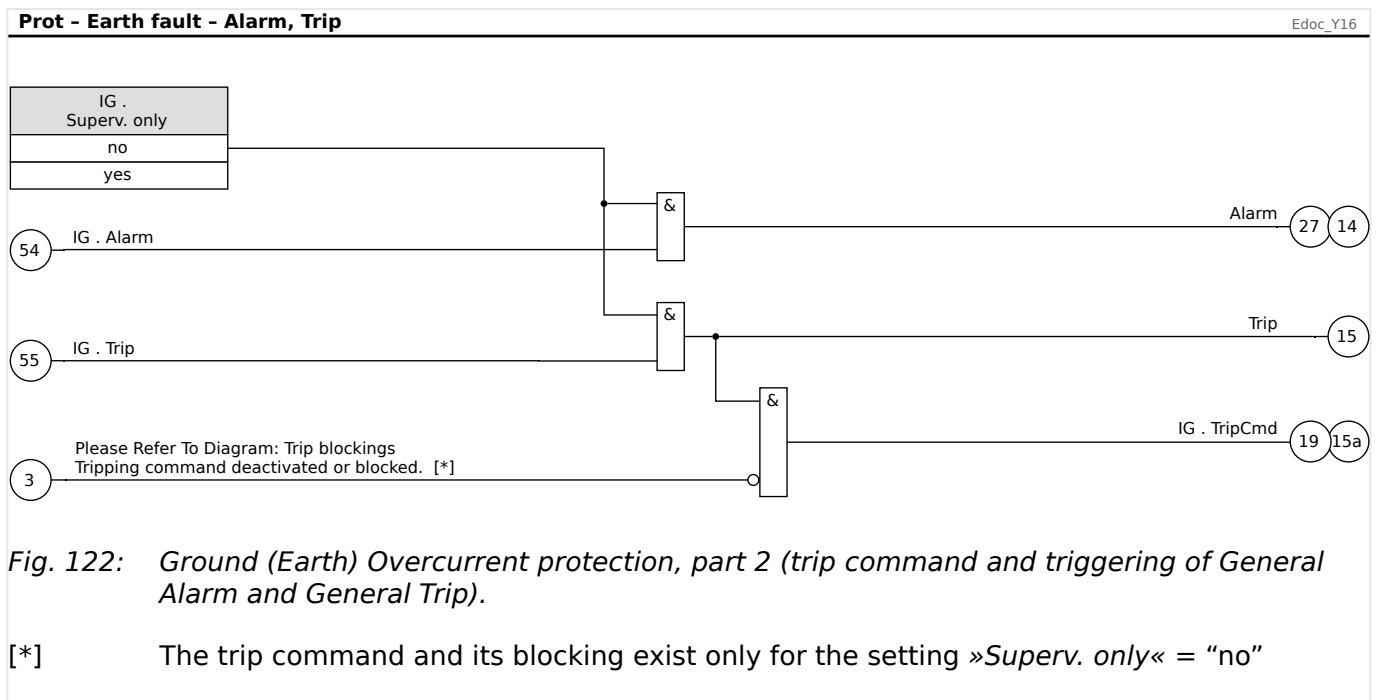 Prot – Earth fault – Alarm, Trip
Edoc_Y16
IG .
Superv. only
no
yes
&
Alarm
27
14
54
IG . Alarm
&
Trip
15
55
IG . Trip
&
IG . TripCmd
19
15a
Please Refer To Diagram: Trip blockings
Tripping command deactivated or blocked. [*]
3
Fig. 122: Ground (Earth) Overcurrent protection, part 2 (trip command and triggering of General
Alarm and General Trip).
[*] The trip command and its blocking exist only for the setting »Superv. only« = “no”